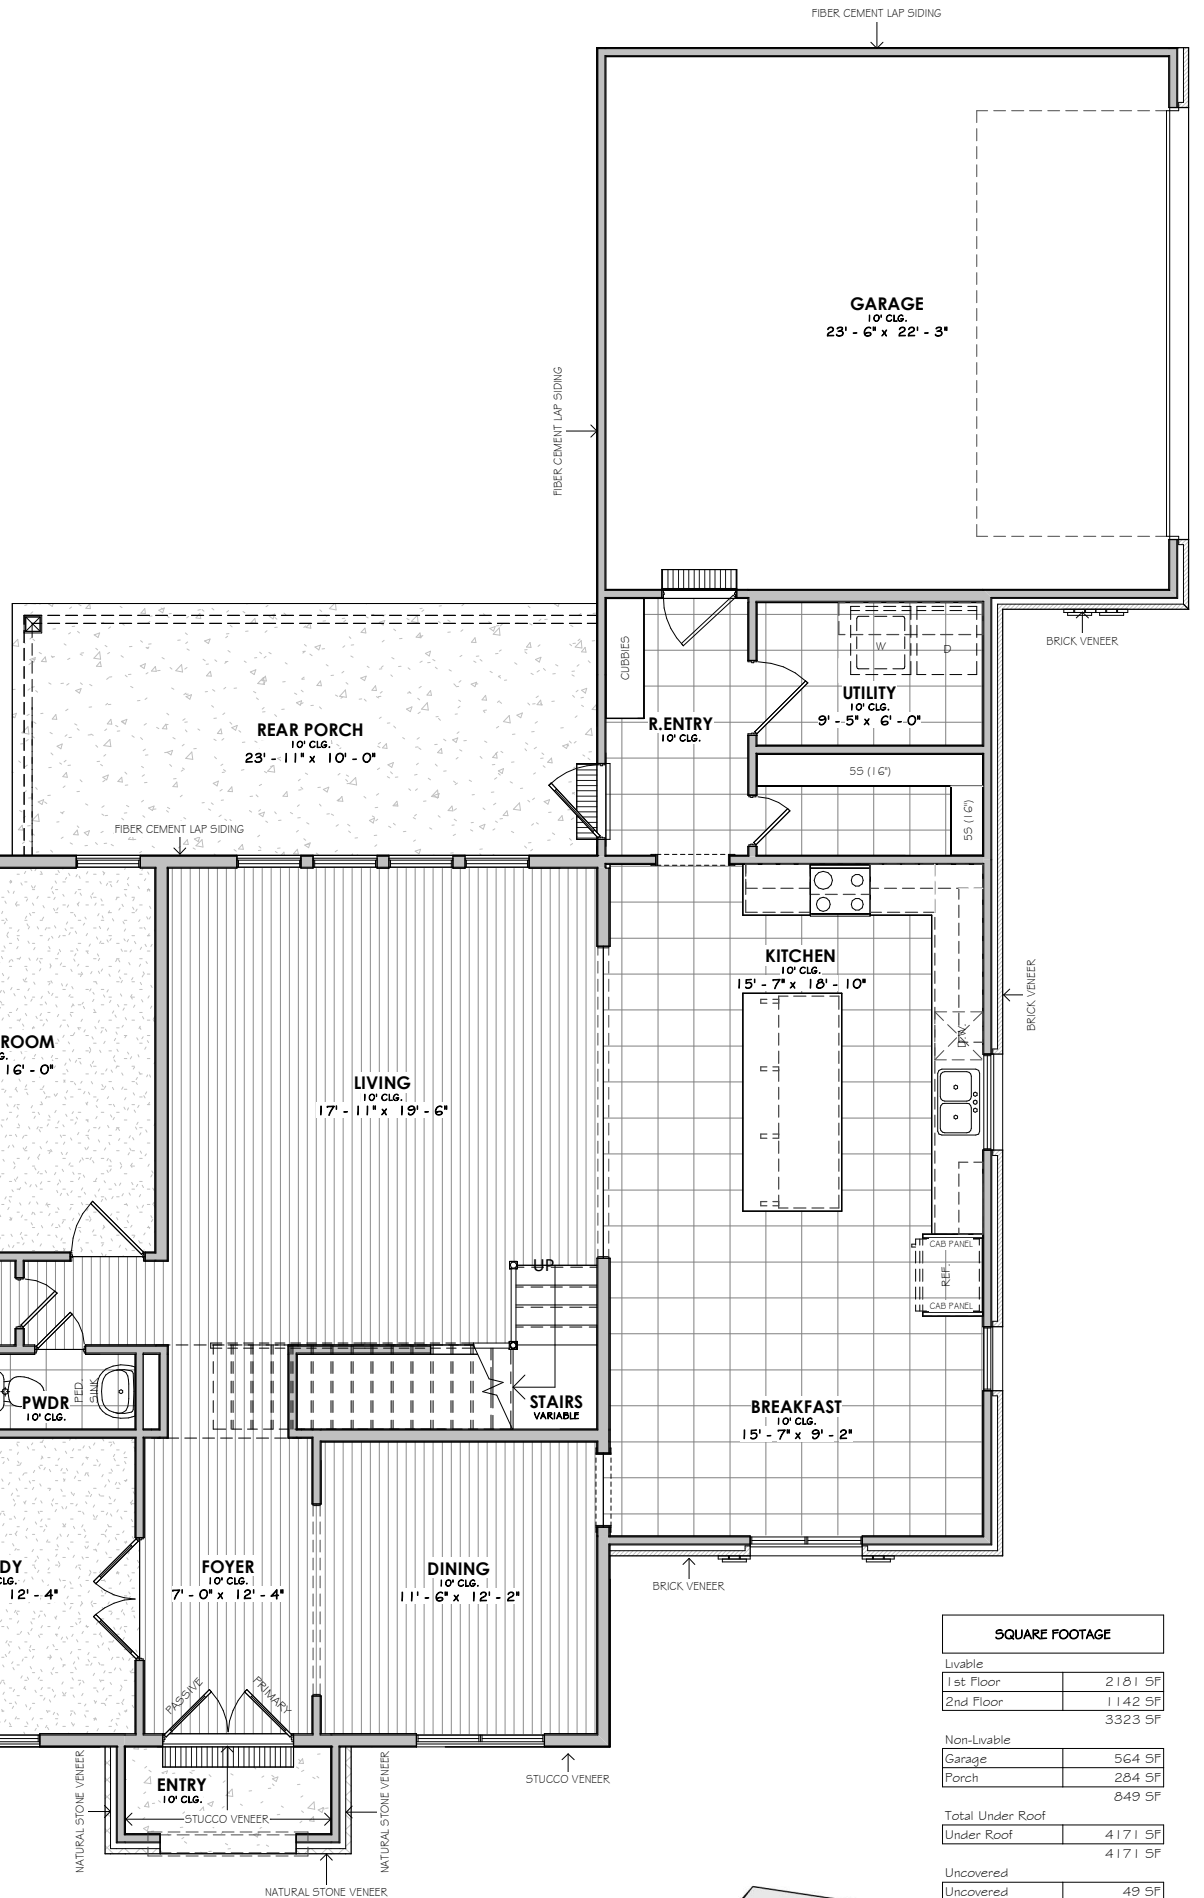 FIBER CEMENT LAP SIDING
GARAGE
10' CLG.
23' - 6" x 22' - 3"
FIBER CEMENT LAP SIDING
BRICK VENEER
CUBBIES
W
D
UTILITY
10' CLG.
9' - 5" x 6' - 0"
R.ENTRY
10' CLG.
REAR PORCH
10' CLG.
23' - 11" x 10' - 0"
5S (16")
5S (16")
FIBER CEMENT LAP SIDING
KITCHEN
10' CLG.
15' - 7" x 18' - 10"
BRICK VENEER
D.W.
ROOM
G.
16' - 0"
LIVING
10' CLG.
17' - 11" x 19' - 6"
UP
CAB PANEL
REF.
CAB PANEL
PWDR
10' CLG.
PED.
SINK
STAIRS
VARIABLE
BREAKFAST
10' CLG.
15' - 7" x 9' - 2"
DY
CLG.
12' - 4"
FOYER
10' CLG.
7' - 0" x 12' - 4"
DINING
10' CLG.
11' - 6" x 12' - 2"
BRICK VENEER
PASSIVE
PRIMARY
STUCCO VENEER
NATURAL STONE VENEER
ENTRY
10' CLG.
STUCCO VENEER
NATURAL STONE VENEER
NATURAL STONE VENEER
SQUARE FOOTAGE
Livable
1st Floor 2181 SF
2nd Floor 1142 SF
3323 SF
Non-Livable
Garage 564 SF
Porch 284 SF
849 SF
Total Under Roof
Under Roof 4171 SF
4171 SF
Uncovered
Uncovered 49 SF